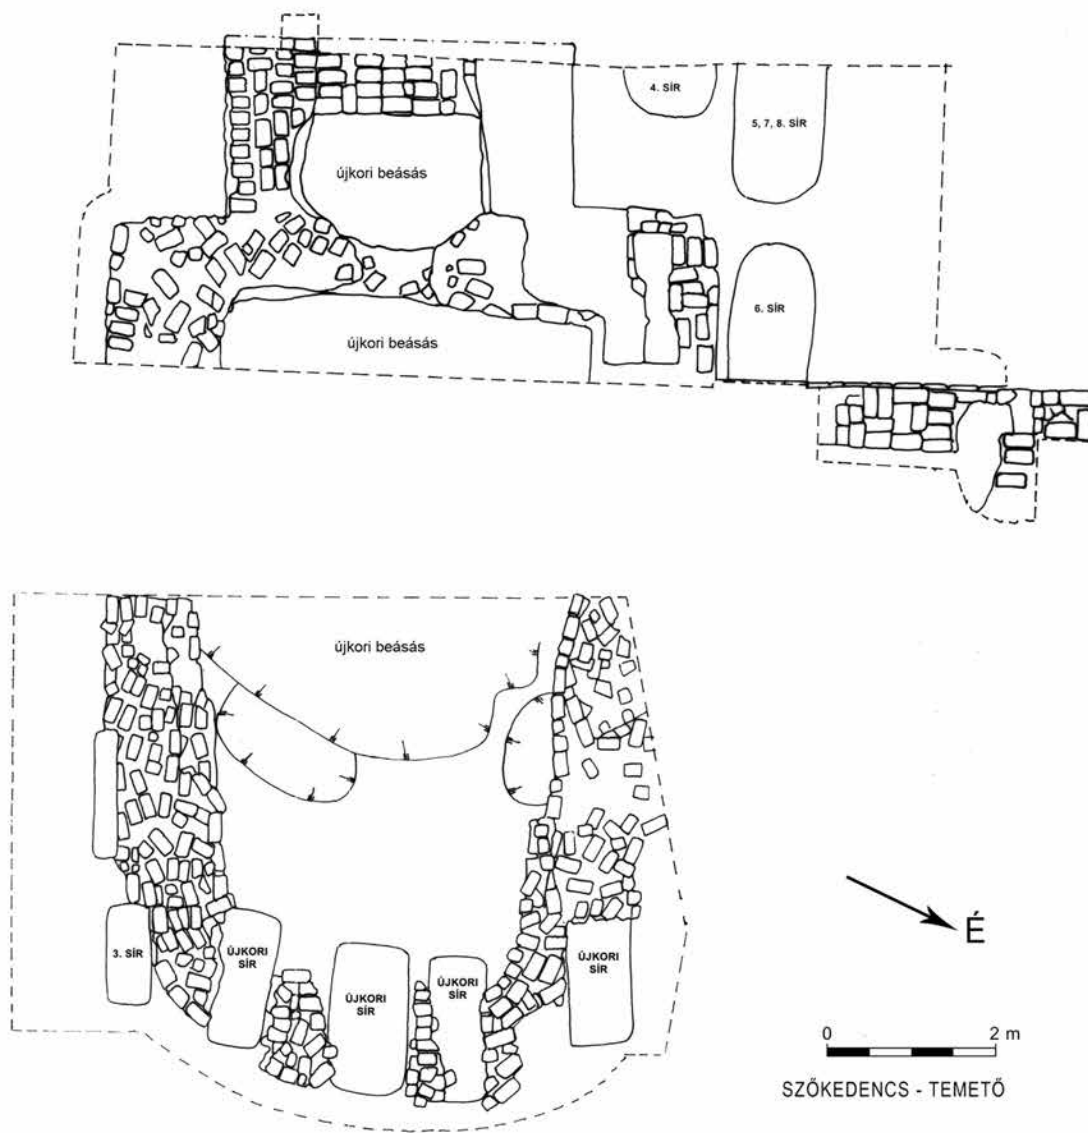 4. SÍR
5, 7, 8. SÍR
újkori beásás
6. SÍR
újkori beásás
újkori beásás
3. SÍR
ÚJKORI
SÍR
ÚJKORI
SÍR
ÚJKORI
SÍR
ÚJKORI
SÍR
É
0 2 m
SZŐKEDENCS - TEMETŐ